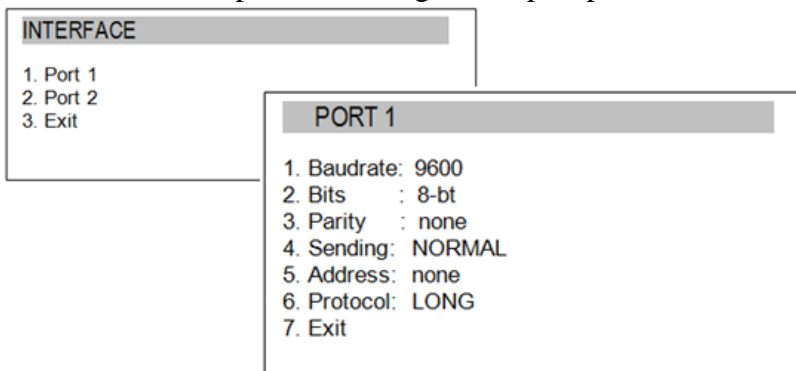 INTERFACE
1. Port 1
2. Port 2
3. Exit
PORT 1
1. Baudrate: 9600
2. Bits : 8-bt
3. Parity : none
4. Sending: NORMAL
5. Address: none
6. Protocol: LONG
7. Exit